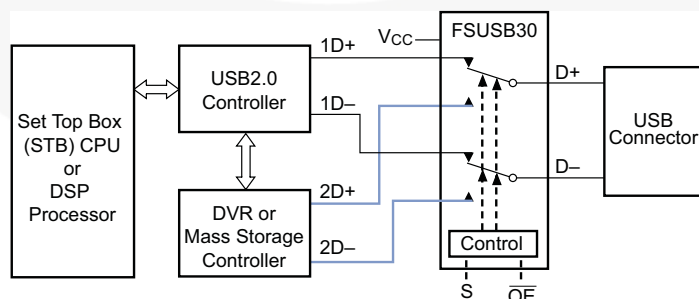 Set Top Box
(STB) CPU
or
DSP
Processor
USB2.0
Controller
DVR or
Mass Storage
Controller
1D+
1D–
2D+
2D–
VCC
FSUSB30
Control
S
OE
D+
D–
USB
Connector